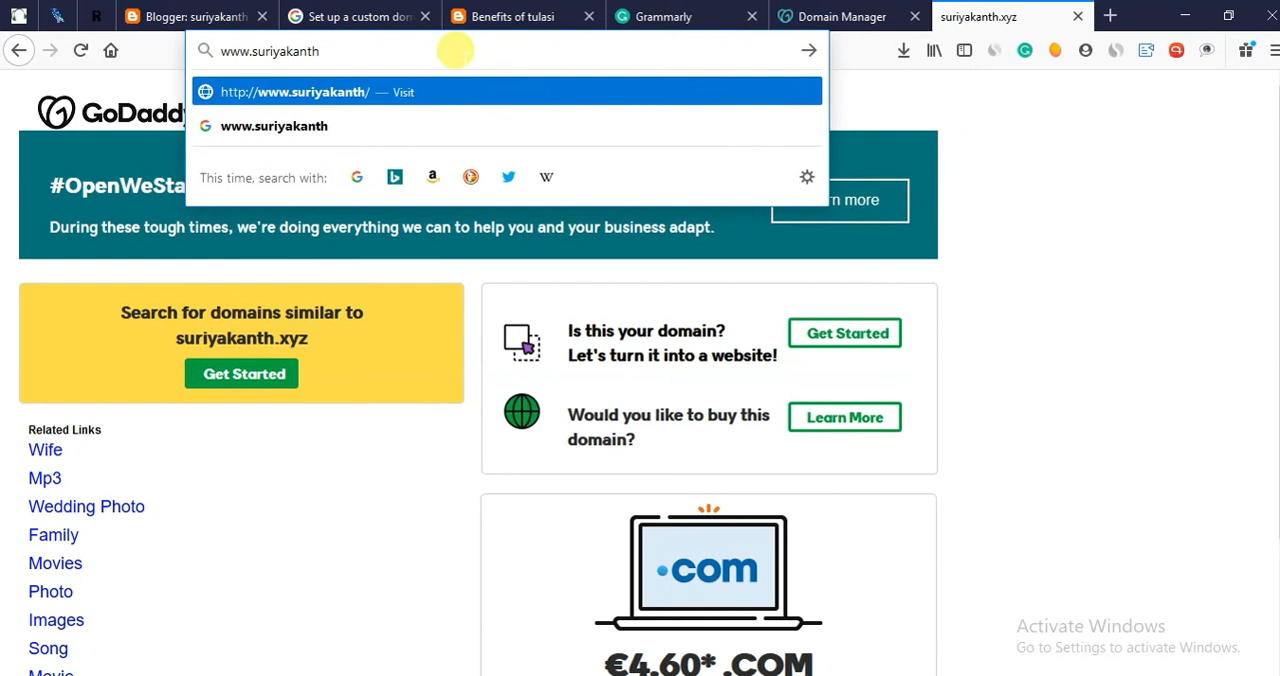 Blogger: suriyakanth
Set up a custom don
Benefits of tulasi
Grammarly
Domain Manager
suriyakanth.xyz
www.suriyakanth
http://www.suriyakanth/ — Visit
www.suriyakanth
This time, search with:
GoDaddy
#OpenWeSta
n more
During these tough times, we're doing everything we can to help you and your business adapt.
Search for domains similar to
suriyakanth.xyz
Get Started
Is this your domain?
Let's turn it into a website!
Get Started
Would you like to buy this
domain?
Learn More
Related Links
Wife
Mp3
Wedding Photo
Family
Movies
Photo
Images
Song
Movie
.com
€4.60* .COM
Activate Windows
Go to Settings to activate Windows.